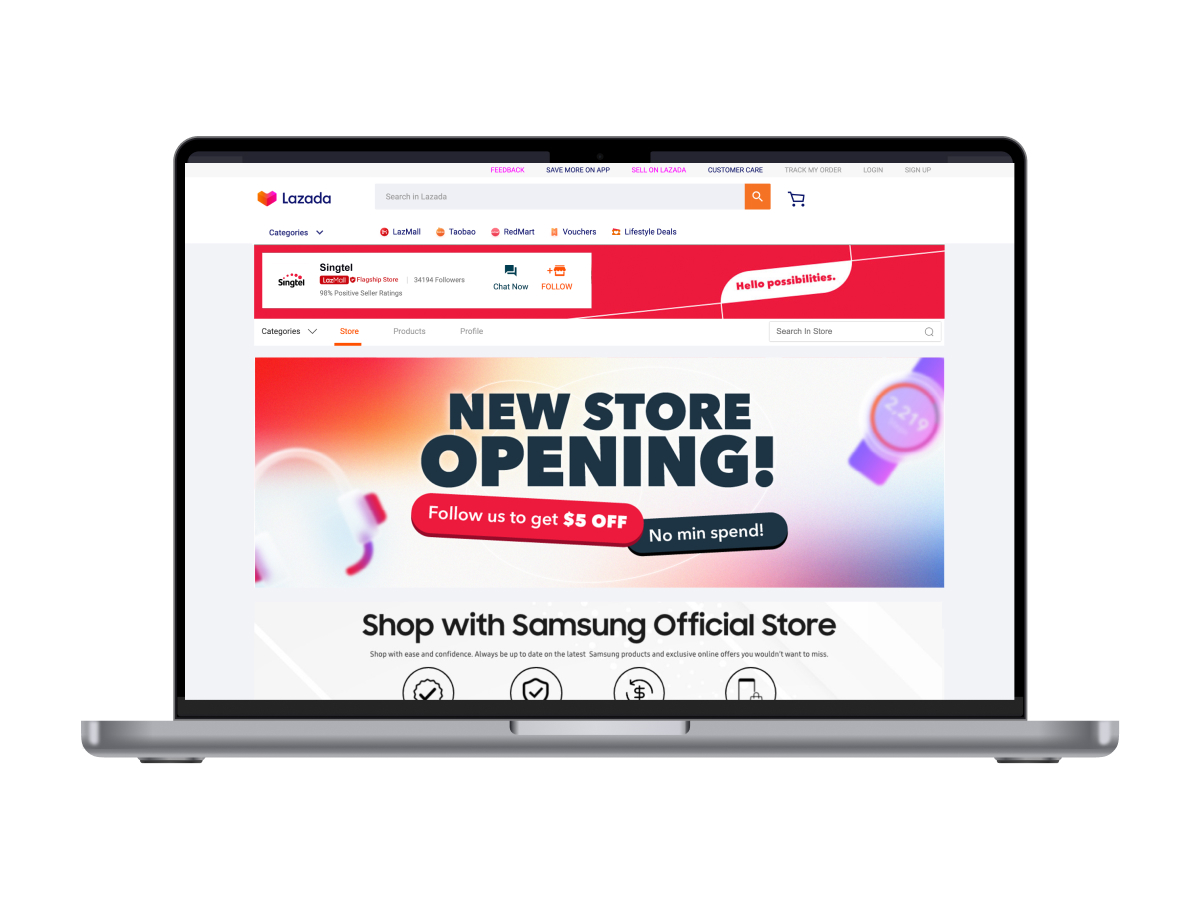 FEEDBACK SAVE MORE ON APP SELL ON LAZADA CUSTOMER CARE TRACK MY ORDER LOGIN SIGN UP
Lazada
Search in Lazada
Categories LazMall Taobao RedMart Vouchers Lifestyle Deals
Singtel
Singtel
LazMall Flagship Store 34194 Followers
98% Positive Seller Ratings
Chat Now
+
FOLLOW
Hello possibilities.
Categories Store Products Profile
Search In Store
NEW STORE
OPENING!
2,219
Follow us to get $5 OFF
No min spend!
Shop with Samsung Official Store
Shop with ease and confidence. Always be up to date on the latest Samsung products and exclusive online offers you wouldn't want to miss.
$